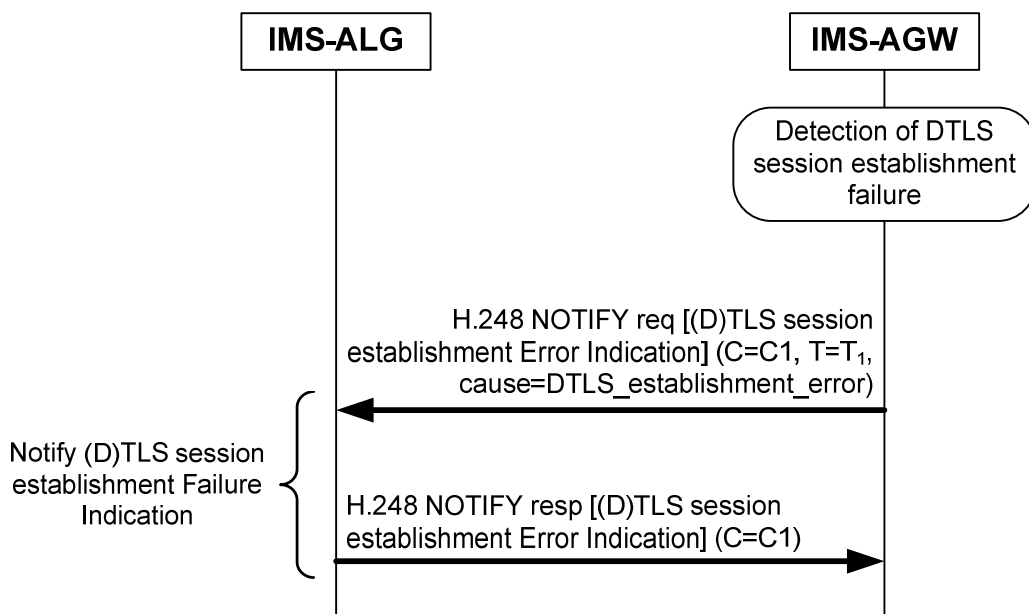 IMS-ALG
IMS-AGW
Detection of DTLS
session establishment
failure
H.248 NOTIFY req [(D)TLS session
establishment Error Indication] (C=C1, T=T₁,
cause=DTLS_establishment_error)
Notify (D)TLS session
establishment Failure
Indication
H.248 NOTIFY resp [(D)TLS session
establishment Error Indication] (C=C1)